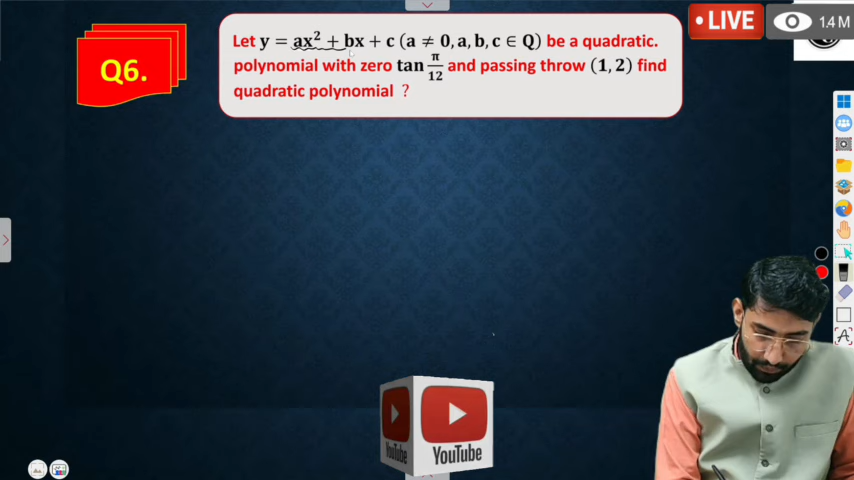 LIVE
1.4 M
Q6.
Let y = ax² + bx + c ( a ≠ 0, a, b, c ∈ Q ) be a quadratic.
polynomial with zero tan π/12 and passing throw (1, 2) find
quadratic polynomial ?
YouTube